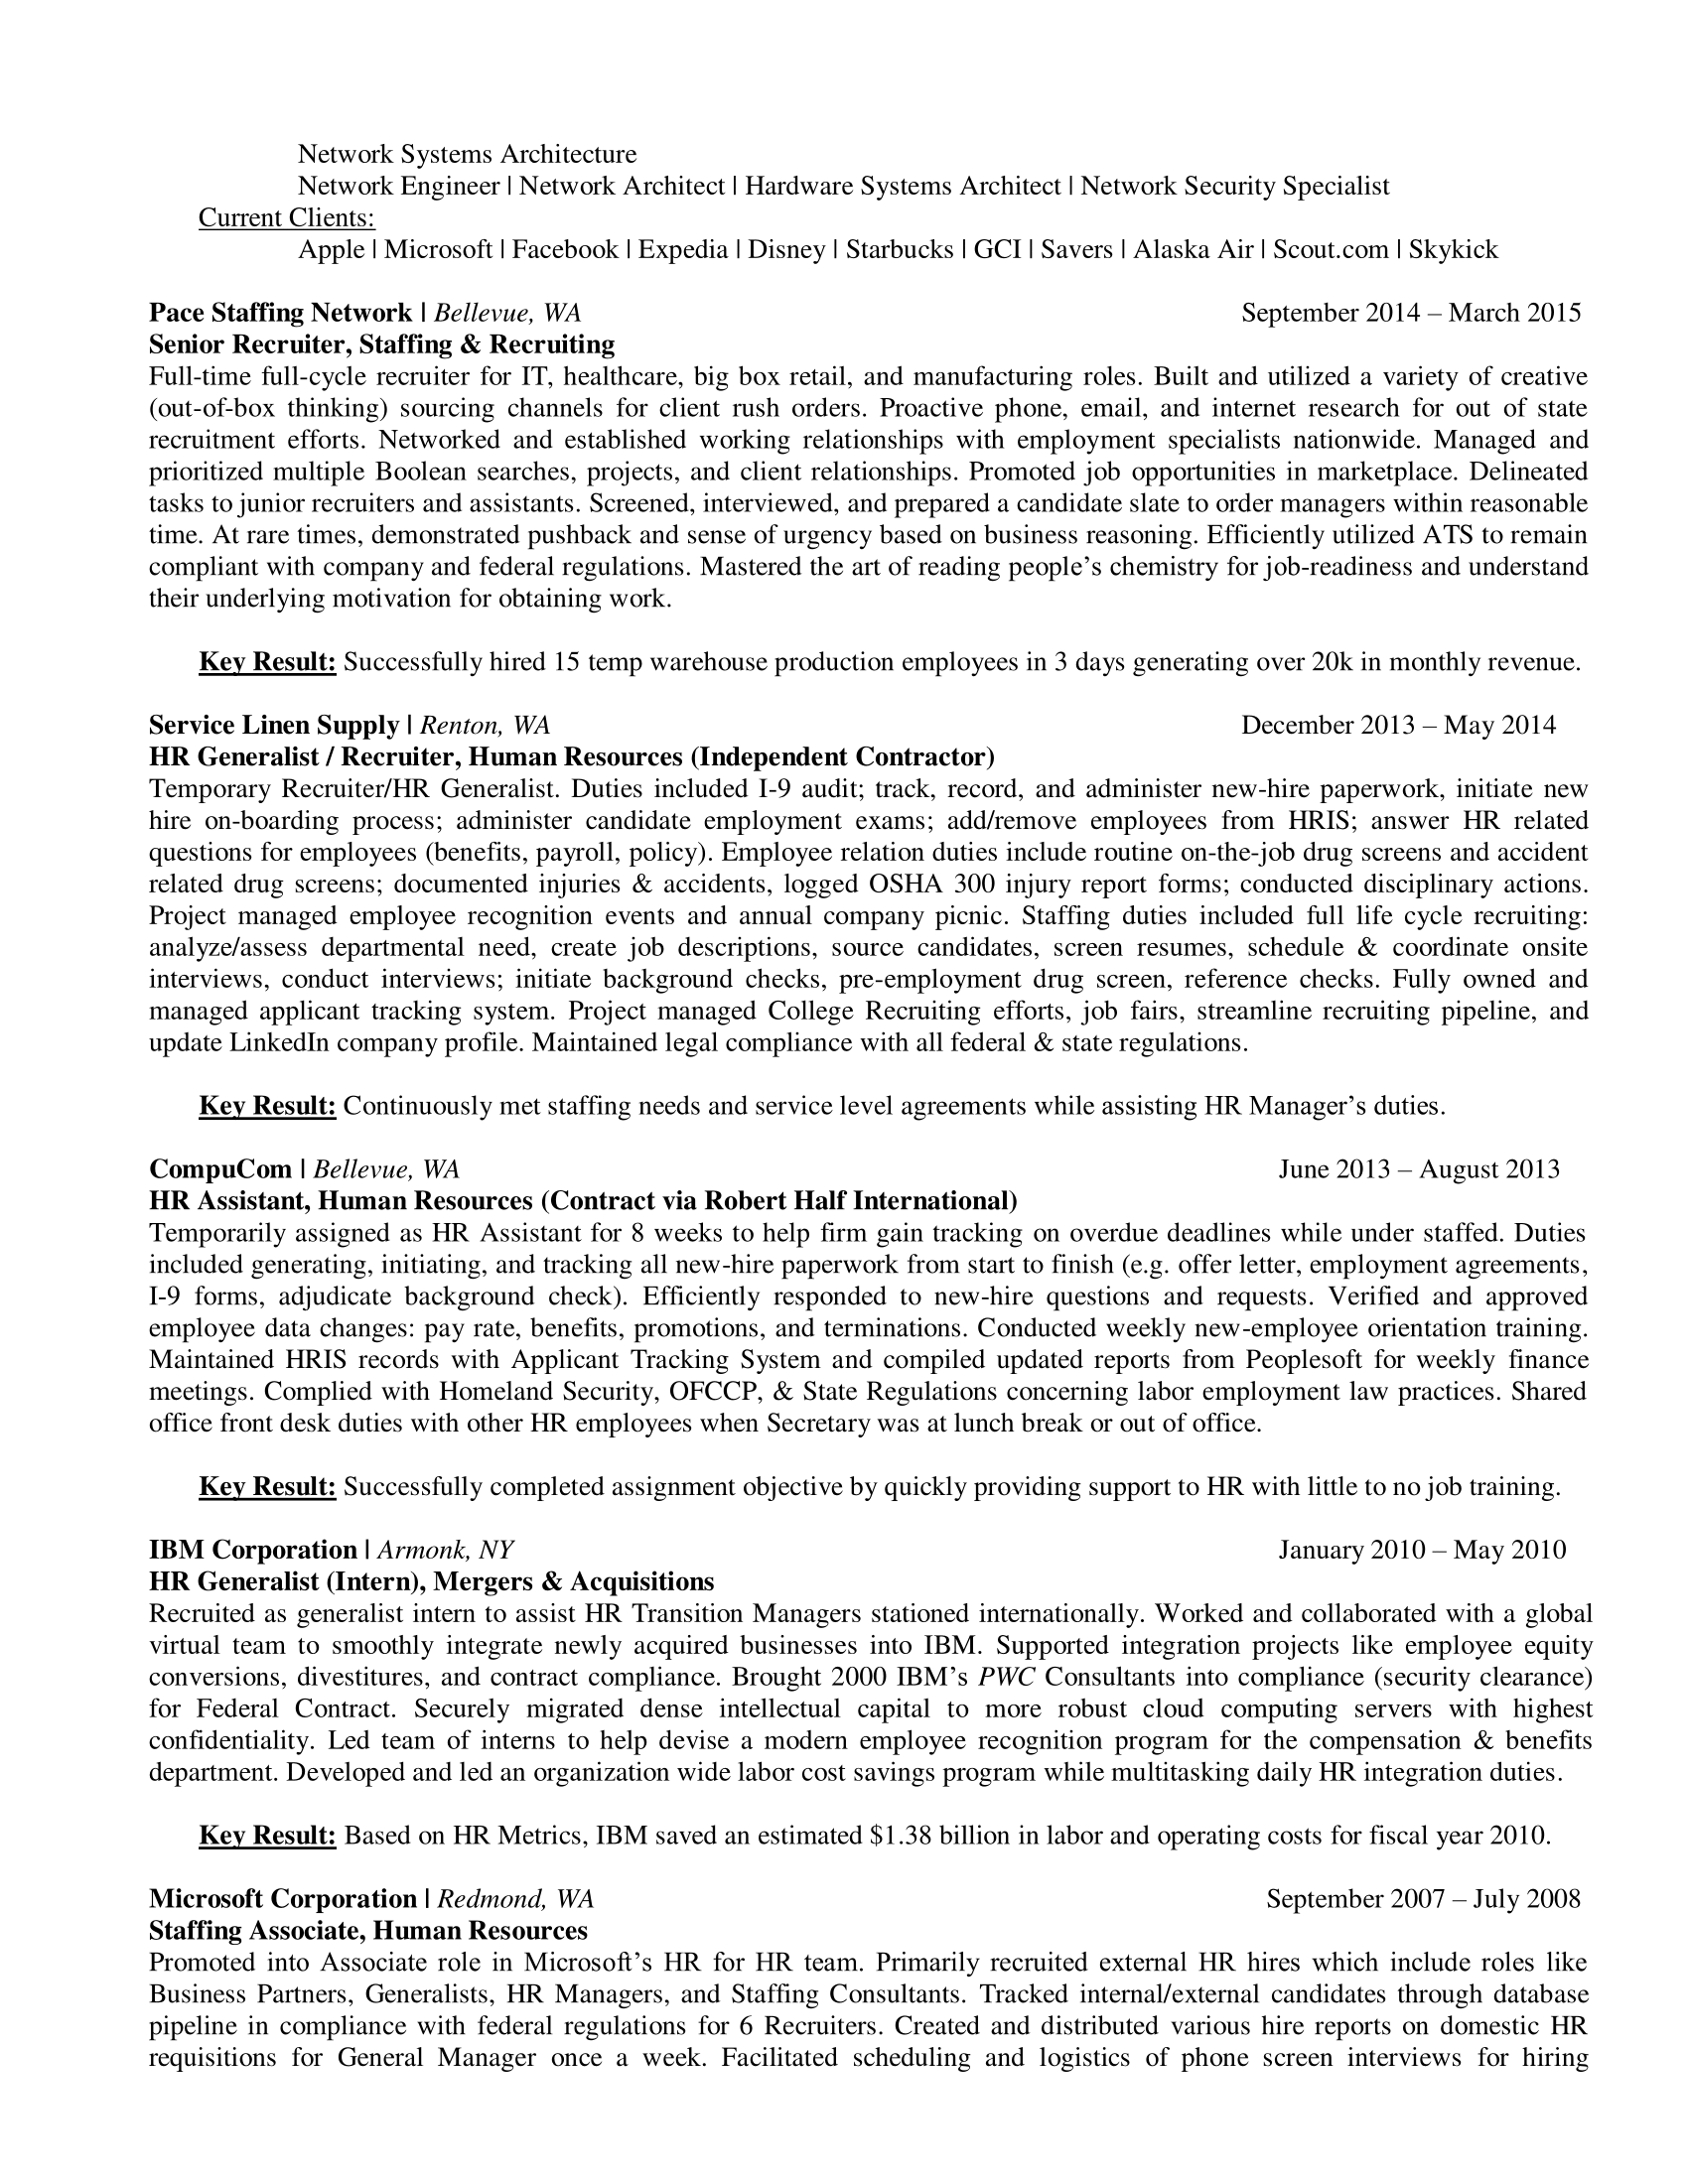 Network Systems Architecture
Network Engineer | Network Architect | Hardware Systems Architect | Network Security Specialist
Current Clients:
Apple | Microsoft | Facebook | Expedia | Disney | Starbucks | GCI | Savers | Alaska Air | Scout.com | Skykick
Pace Staffing Network | Bellevue, WA September 2014 – March 2015
Senior Recruiter, Staffing & Recruiting
Full-time full-cycle recruiter for IT, healthcare, big box retail, and manufacturing roles. Built and utilized a variety of creative
(out-of-box thinking) sourcing channels for client rush orders. Proactive phone, email, and internet research for out of state
recruitment efforts. Networked and established working relationships with employment specialists nationwide. Managed and
prioritized multiple Boolean searches, projects, and client relationships. Promoted job opportunities in marketplace. Delineated
tasks to junior recruiters and assistants. Screened, interviewed, and prepared a candidate slate to order managers within reasonable
time. At rare times, demonstrated pushback and sense of urgency based on business reasoning. Efficiently utilized ATS to remain
compliant with company and federal regulations. Mastered the art of reading people’s chemistry for job-readiness and understand
their underlying motivation for obtaining work.
Key Result: Successfully hired 15 temp warehouse production employees in 3 days generating over 20k in monthly revenue.
Service Linen Supply | Renton, WA December 2013 – May 2014
HR Generalist / Recruiter, Human Resources (Independent Contractor)
Temporary Recruiter/HR Generalist. Duties included I-9 audit; track, record, and administer new-hire paperwork, initiate new
hire on-boarding process; administer candidate employment exams; add/remove employees from HRIS; answer HR related
questions for employees (benefits, payroll, policy). Employee relation duties include routine on-the-job drug screens and accident
related drug screens; documented injuries & accidents, logged OSHA 300 injury report forms; conducted disciplinary actions.
Project managed employee recognition events and annual company picnic. Staffing duties included full life cycle recruiting:
analyze/assess departmental need, create job descriptions, source candidates, screen resumes, schedule & coordinate onsite
interviews, conduct interviews; initiate background checks, pre-employment drug screen, reference checks. Fully owned and
managed applicant tracking system. Project managed College Recruiting efforts, job fairs, streamline recruiting pipeline, and
update LinkedIn company profile. Maintained legal compliance with all federal & state regulations.
Key Result: Continuously met staffing needs and service level agreements while assisting HR Manager’s duties.
CompuCom | Bellevue, WA June 2013 – August 2013
HR Assistant, Human Resources (Contract via Robert Half International)
Temporarily assigned as HR Assistant for 8 weeks to help firm gain tracking on overdue deadlines while under staffed. Duties
included generating, initiating, and tracking all new-hire paperwork from start to finish (e.g. offer letter, employment agreements,
I-9 forms, adjudicate background check). Efficiently responded to new-hire questions and requests. Verified and approved
employee data changes: pay rate, benefits, promotions, and terminations. Conducted weekly new-employee orientation training.
Maintained HRIS records with Applicant Tracking System and compiled updated reports from Peoplesoft for weekly finance
meetings. Complied with Homeland Security, OFCCP, & State Regulations concerning labor employment law practices. Shared
office front desk duties with other HR employees when Secretary was at lunch break or out of office.
Key Result: Successfully completed assignment objective by quickly providing support to HR with little to no job training.
IBM Corporation | Armonk, NY January 2010 – May 2010
HR Generalist (Intern), Mergers & Acquisitions
Recruited as generalist intern to assist HR Transition Managers stationed internationally. Worked and collaborated with a global
virtual team to smoothly integrate newly acquired businesses into IBM. Supported integration projects like employee equity
conversions, divestitures, and contract compliance. Brought 2000 IBM’s PWC Consultants into compliance (security clearance)
for Federal Contract. Securely migrated dense intellectual capital to more robust cloud computing servers with highest
confidentiality. Led team of interns to help devise a modern employee recognition program for the compensation & benefits
department. Developed and led an organization wide labor cost savings program while multitasking daily HR integration duties.
Key Result: Based on HR Metrics, IBM saved an estimated $1.38 billion in labor and operating costs for fiscal year 2010.
Microsoft Corporation | Redmond, WA September 2007 – July 2008
Staffing Associate, Human Resources
Promoted into Associate role in Microsoft’s HR for HR team. Primarily recruited external HR hires which include roles like
Business Partners, Generalists, HR Managers, and Staffing Consultants. Tracked internal/external candidates through database
pipeline in compliance with federal regulations for 6 Recruiters. Created and distributed various hire reports on domestic HR
requisitions for General Manager once a week. Facilitated scheduling and logistics of phone screen interviews for hiring